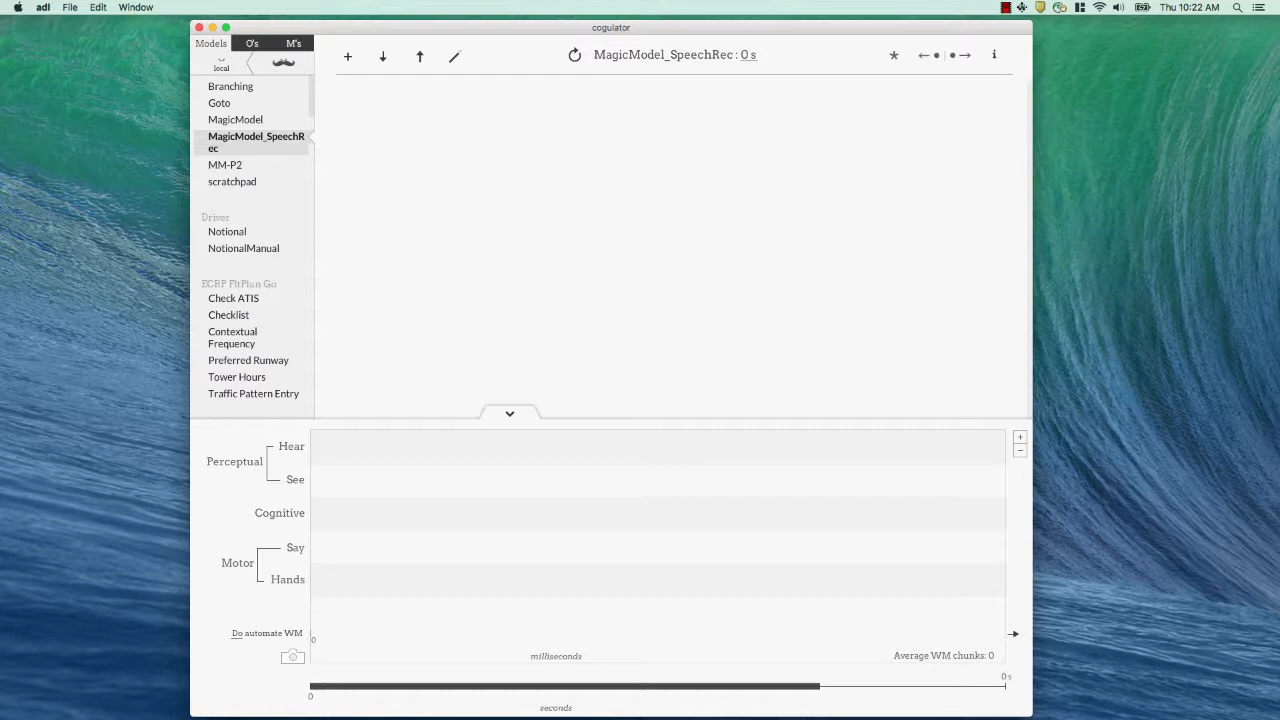 adl File Edit Window
Thu 10:22 AM
cogulator
Models O's M's
local
MagicModel_SpeechRec : 0 s
Branching
Goto
MagicModel
MagicModel_SpeechR
ec
MM-P2
scratchpad
Driver
Notional
NotionalManual
ECRP FltPlan Go
Check ATIS
Checklist
Contextual
Frequency
Preferred Runway
Tower Hours
Traffic Pattern Entry
Hear
Perceptual
See
Cognitive
Say
Motor
Hands
Do automate WM
0
milliseconds
Average WM chunks: 0
0 s
0
seconds